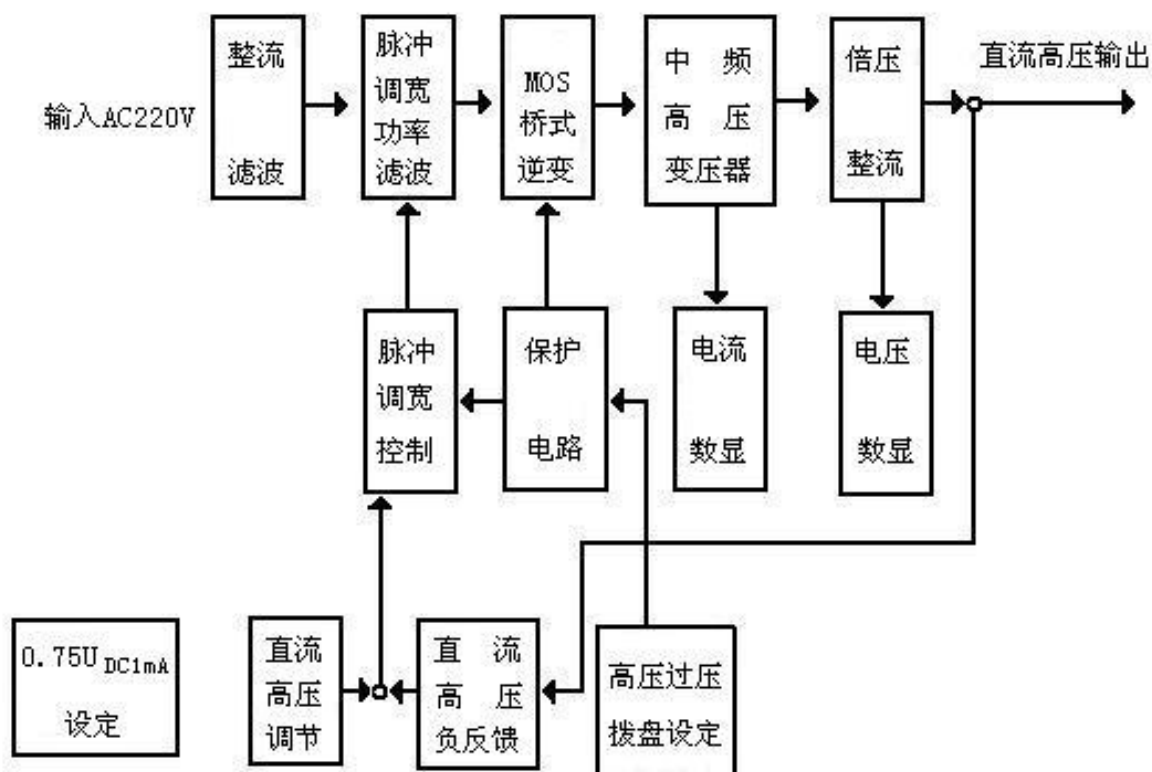 输入AC220V
整流
滤波
脉冲
调宽
功率
滤波
MOS
桥式
逆变
中 频
高 压
变压器
倍压
整流
直流高压输出
脉冲
调宽
控制
保护
电路
电流
数显
电压
数显
0.75U DC1mA
设定
直流
高压
调节
直 流
高 压
负反馈
高压过压
拨盘设定